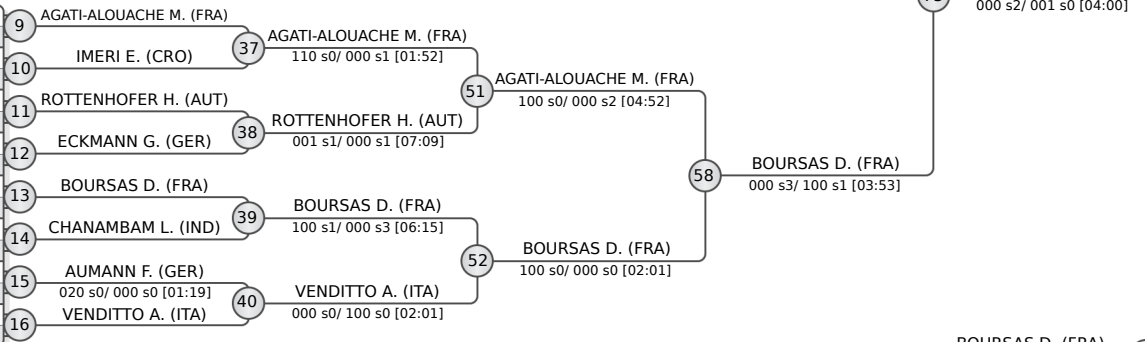 000 s2/ 001 s0 [04:00]
9
AGATI-ALOUACHE M. (FRA)
37
AGATI-ALOUACHE M. (FRA)
110 s0/ 000 s1 [01:52]
10
IMERI E. (CRO)
51
AGATI-ALOUACHE M. (FRA)
100 s0/ 000 s2 [04:52]
11
ROTTENHOFER H. (AUT)
38
ROTTENHOFER H. (AUT)
001 s1/ 000 s1 [07:09]
12
ECKMANN G. (GER)
58
BOURSAS D. (FRA)
000 s3/ 100 s1 [03:53]
13
BOURSAS D. (FRA)
39
BOURSAS D. (FRA)
100 s1/ 000 s3 [06:15]
14
CHANAMBAM L. (IND)
52
BOURSAS D. (FRA)
100 s0/ 000 s0 [02:01]
15
AUMANN F. (GER)
020 s0/ 000 s0 [01:19]
40
VENDITTO A. (ITA)
000 s0/ 100 s0 [02:01]
16
VENDITTO A. (ITA)
BOURSAS D. (FRA)